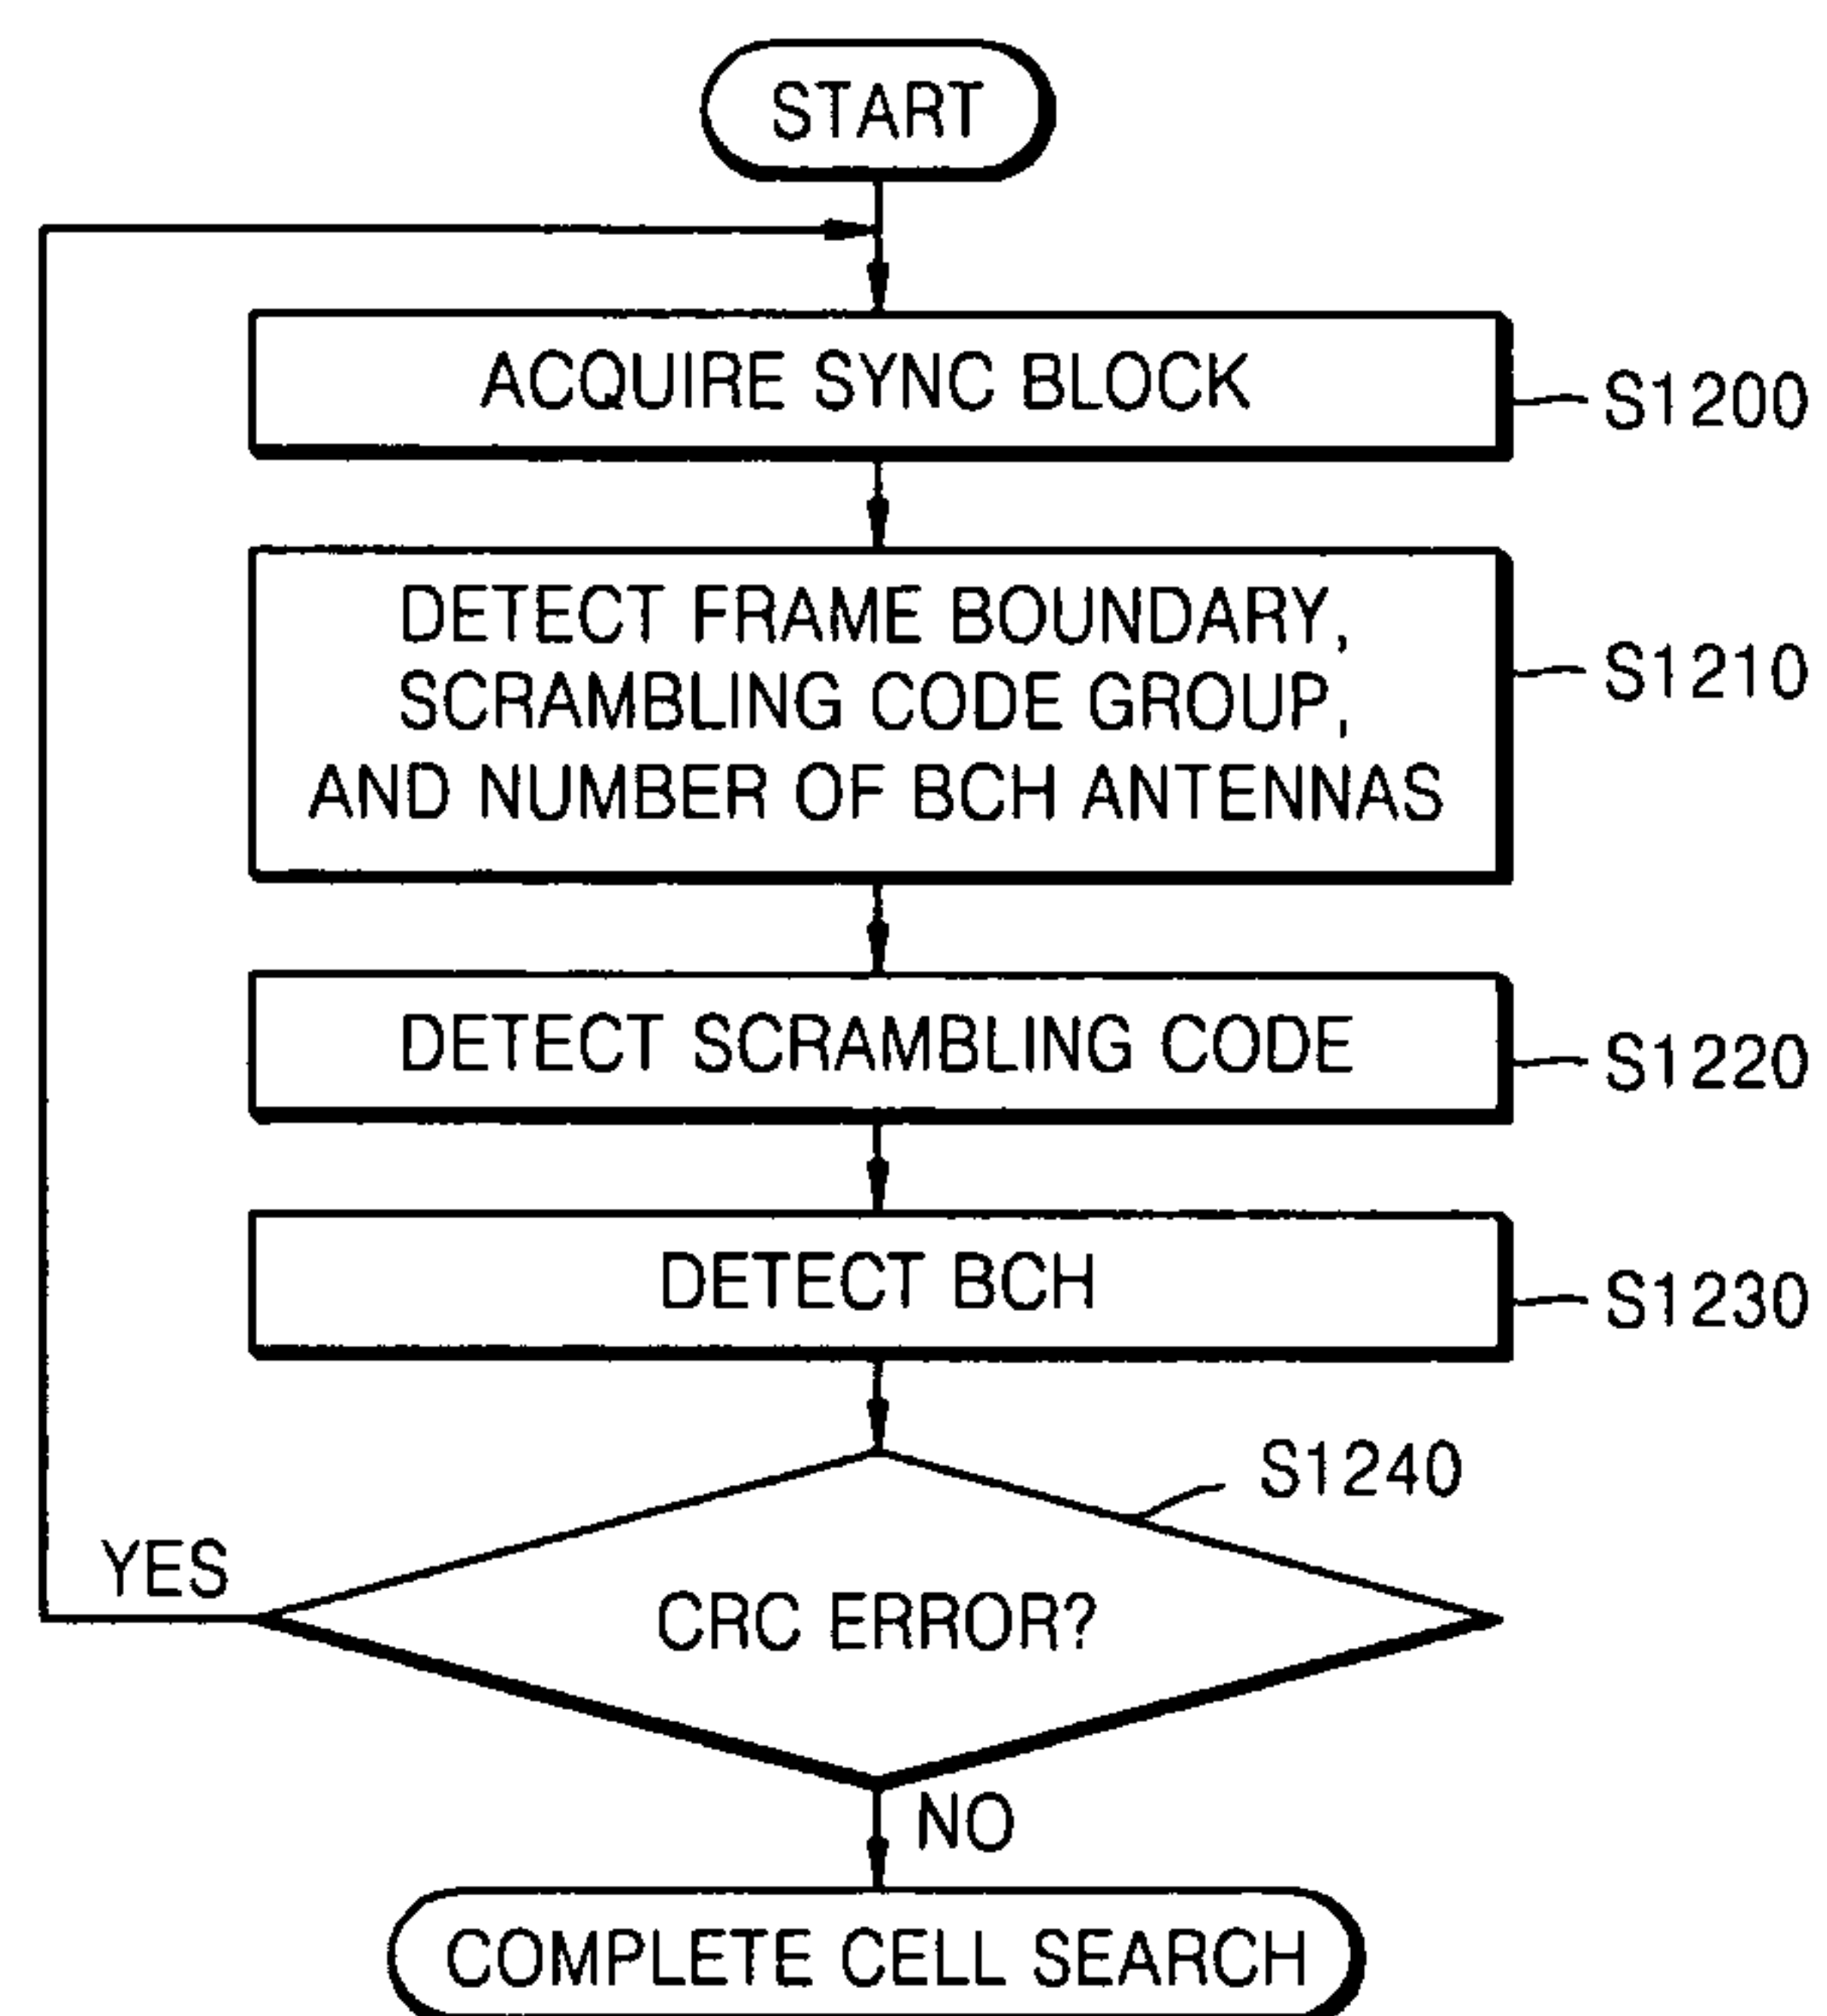 START
ACQUIRE SYNC BLOCK
S1200
DETECT FRAME BOUNDARY,
SCRAMBLING CODE GROUP,
AND NUMBER OF BCH ANTENNAS
S1210
DETECT SCRAMBLING CODE
S1220
DETECT BCH
S1230
S1240
YES
CRC ERROR?
NO
COMPLETE CELL SEARCH